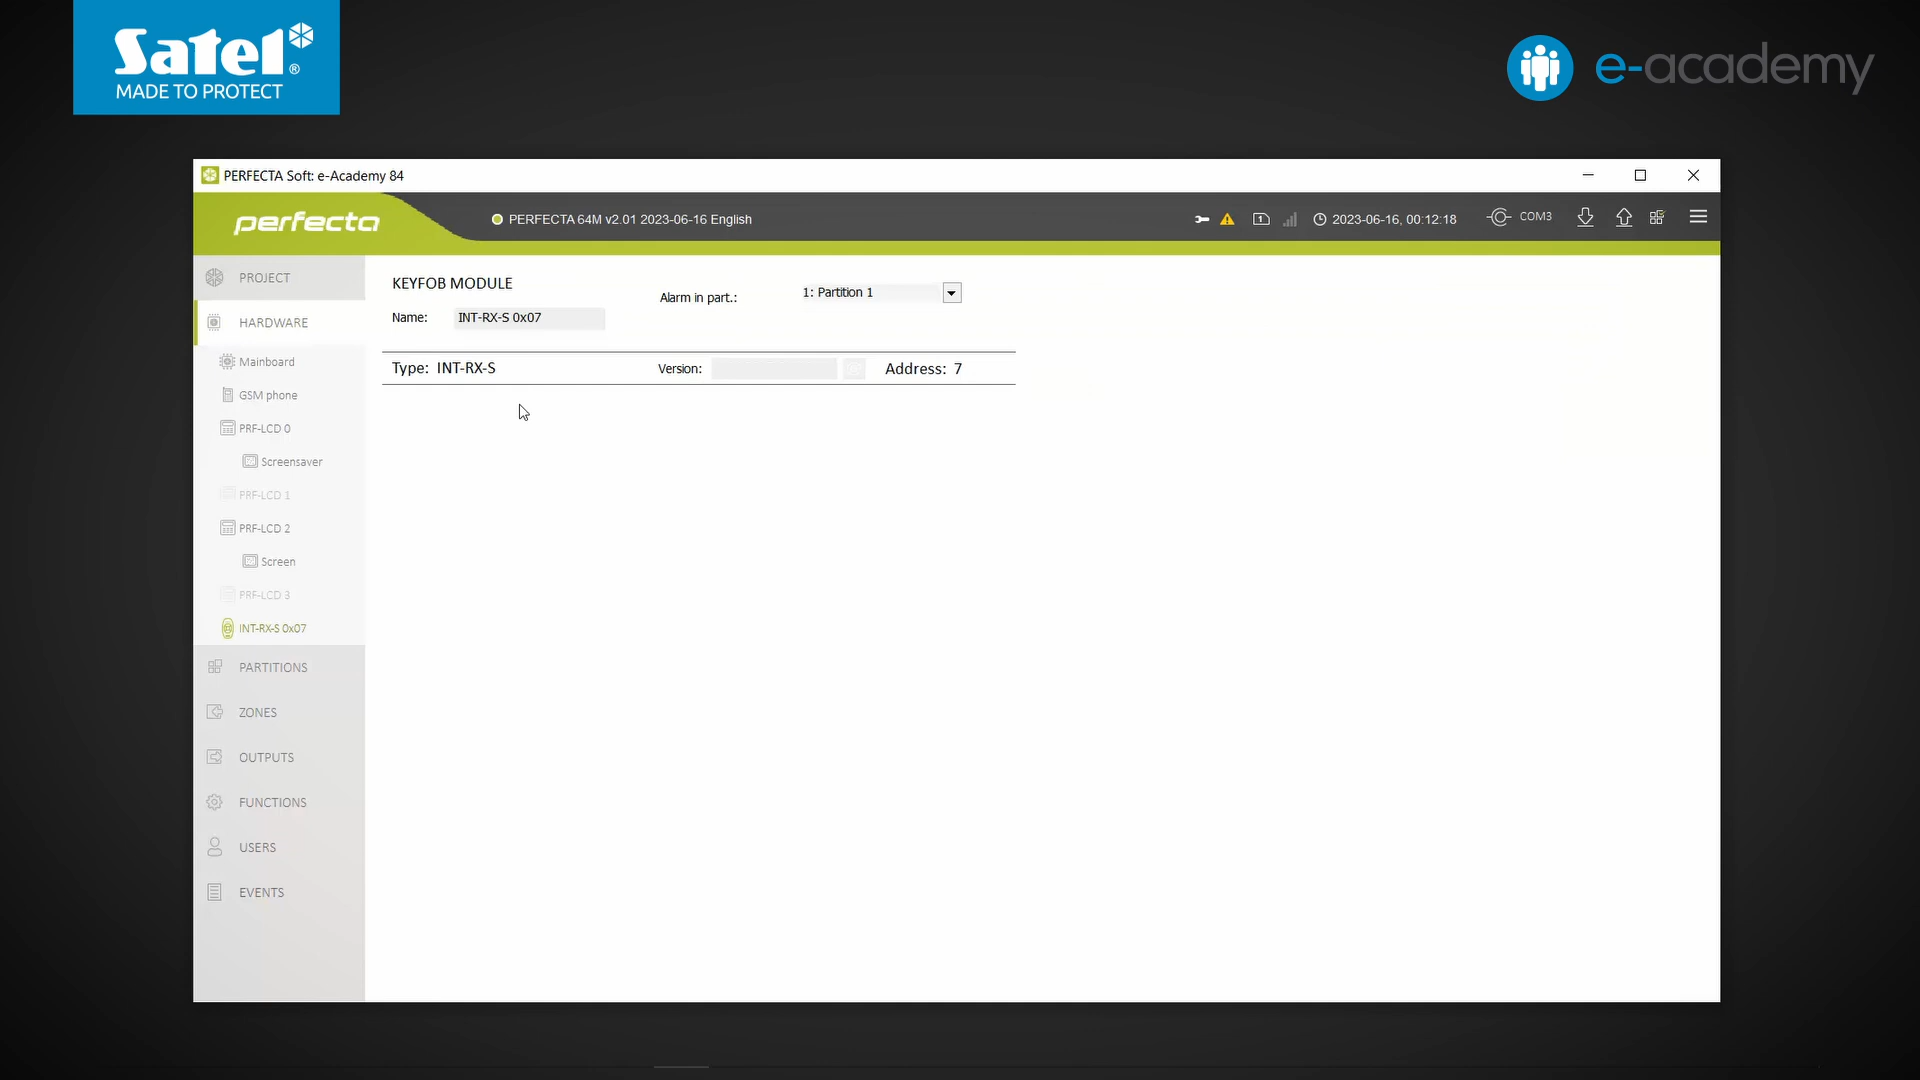 Satel®
MADE TO PROTECT
e-academy
PERFECTA Soft: e-Academy 84
perfecta
PERFECTA 64M v2.01 2023-06-16 English
1
2023-06-16, 00:12:18
COM3
PROJECT
HARDWARE
Mainboard
GSM phone
PRF-LCD 0
Screensaver
PRF-LCD 1
PRF-LCD 2
Screen
PRF-LCD 3
INT-RX-S 0x07
PARTITIONS
ZONES
OUTPUTS
FUNCTIONS
USERS
EVENTS
KEYFOB MODULE
Name: INT-RX-S 0x07
Alarm in part.: 1: Partition 1
Type: INT-RX-S Version: Address: 7